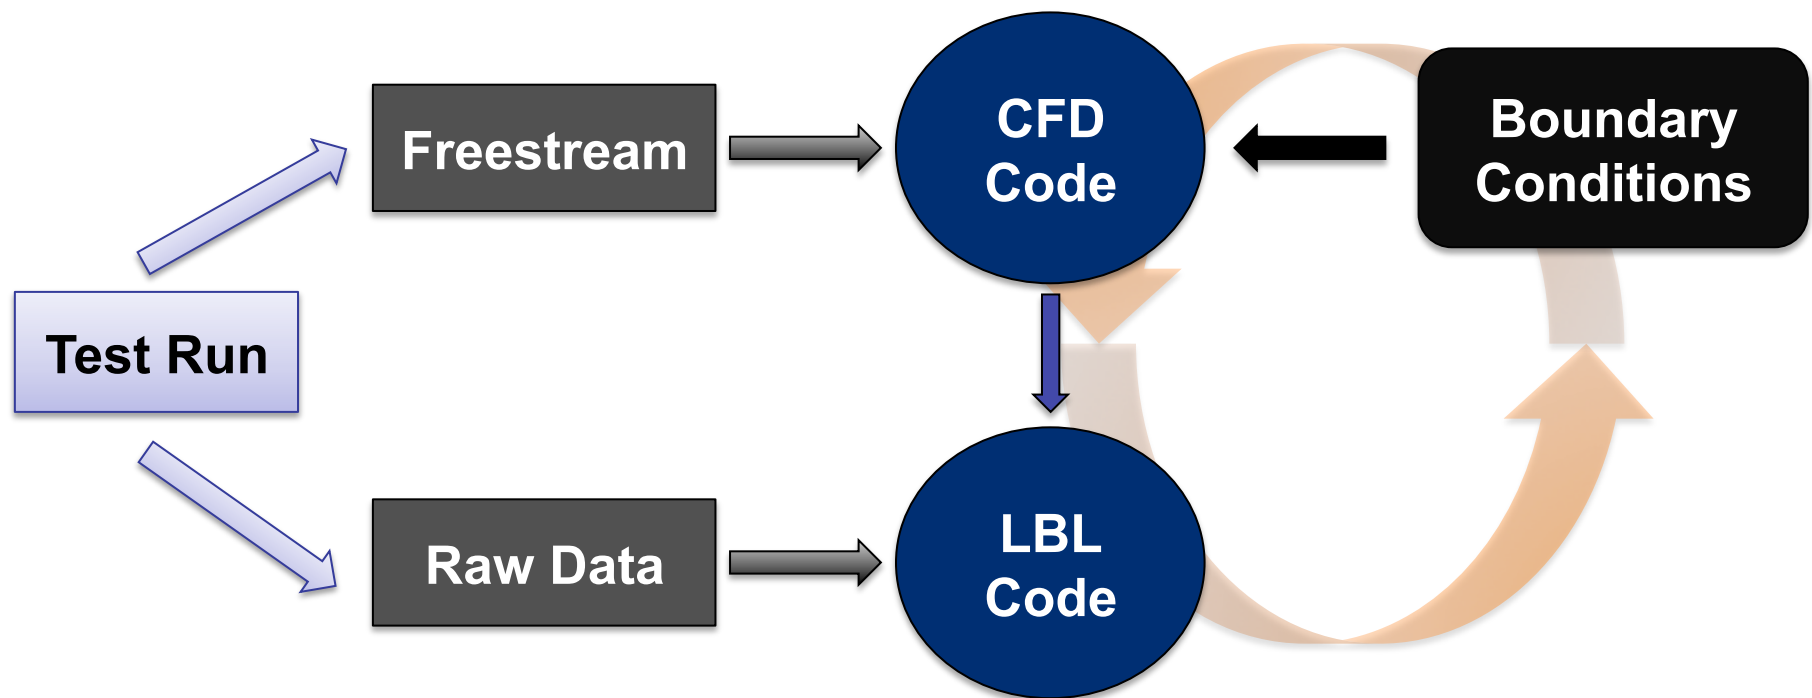 Freestream
CFD
Code
Boundary
Conditions
Test Run
Raw Data
LBL
Code